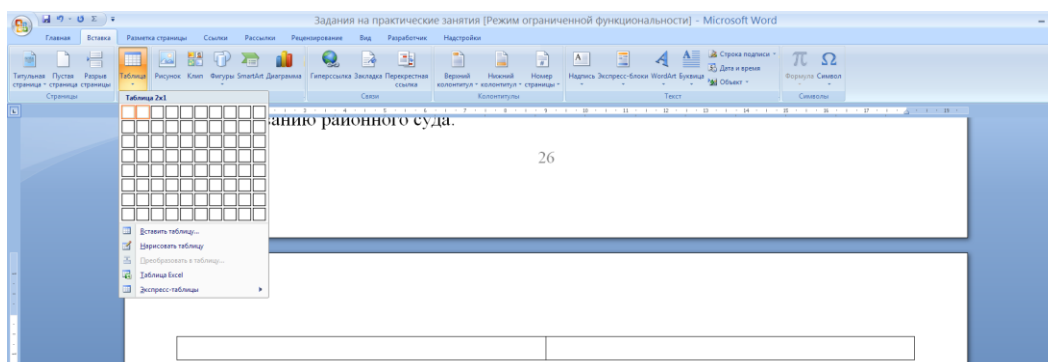 Задания на практические занятия [Режим ограниченной функциональности] - Microsoft Word
Главная Вставка Разметка страницы Ссылки Рассылки Рецензирование Вид Разработчик Надстройки
Титульная страница Пустая страница Разрыв страницы Таблица Рисунок Клип Фигуры SmartArt Диаграмма Гиперссылка Закладка Перекрестная ссылка Верхний колонтитул Нижний колонтитул Номер страницы Надпись Экспресс-блоки WordArt Буквица Строка подписи Дата и время Объект Формула Символ
Страницы Связи Колонтитулы Текст Символы
Таблица 2x1
Вставить таблицу...
Нарисовать таблицу
Преобразовать в таблицу...
Таблица Excel
Экспресс-таблицы
анию районного суда.
26